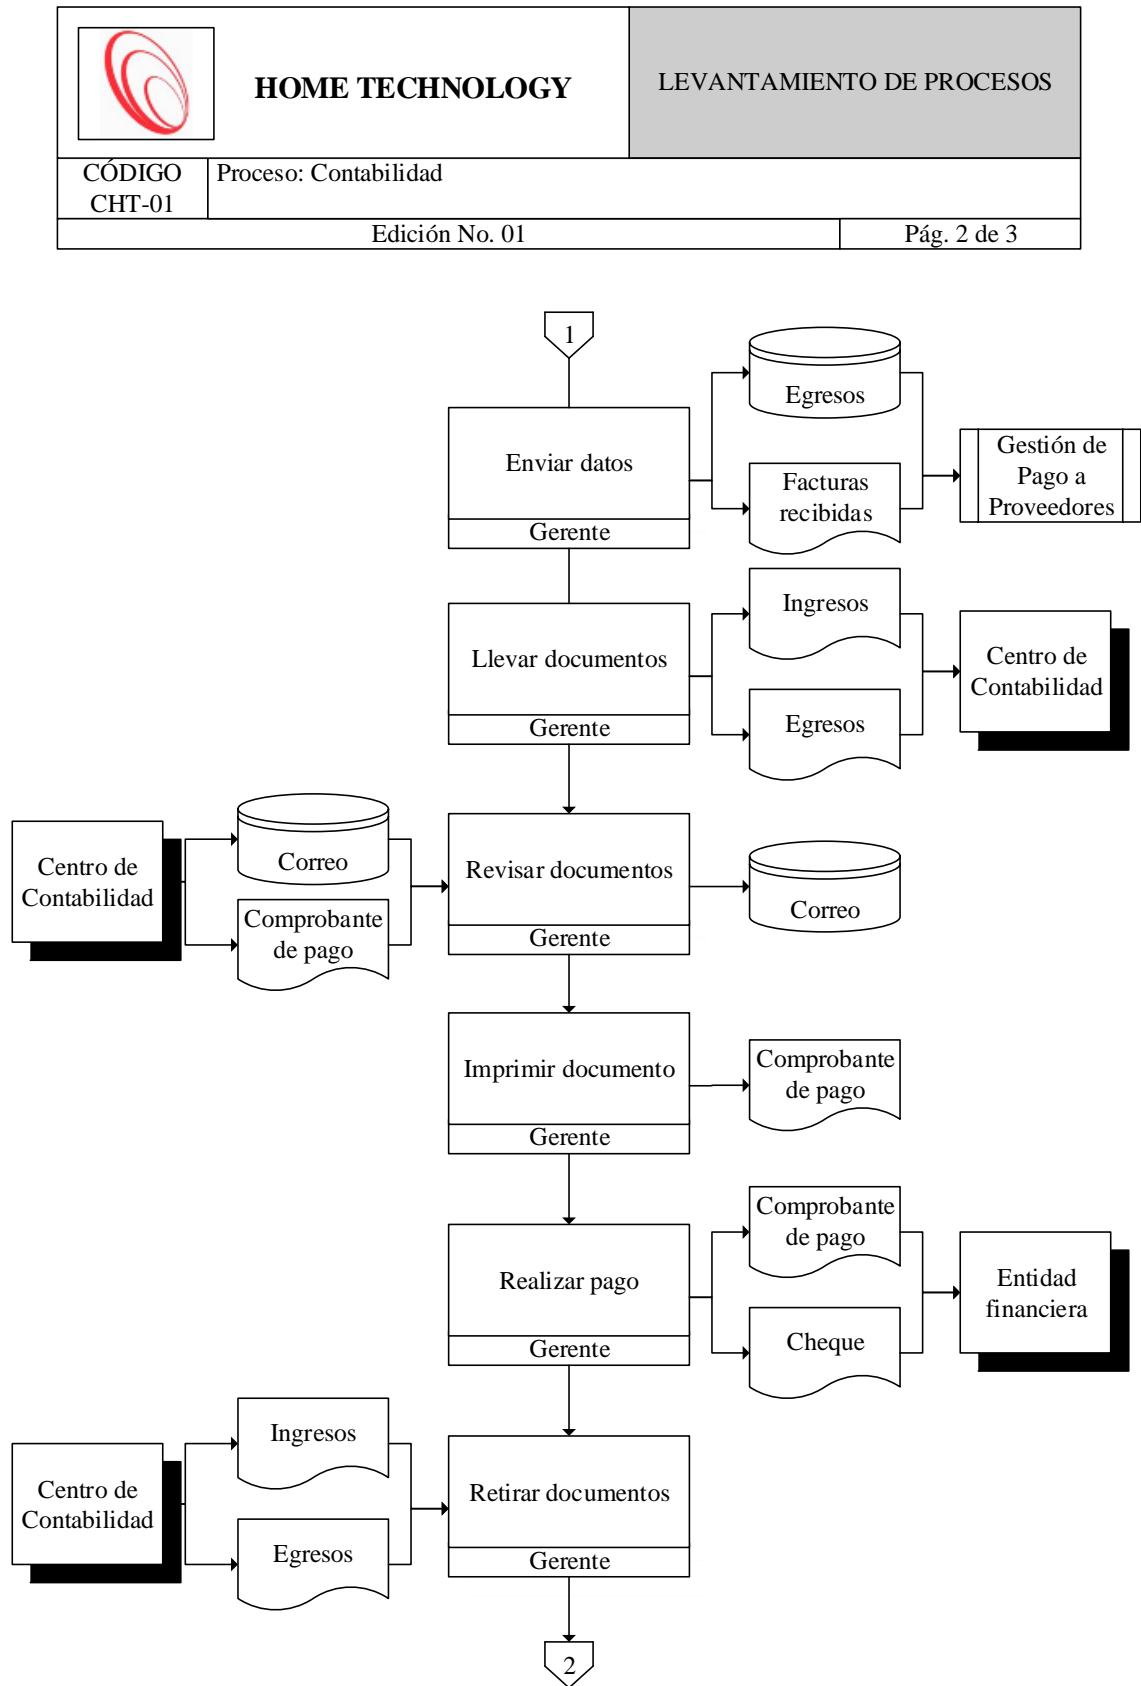 HOME TECHNOLOGY
LEVANTAMIENTO DE PROCESOS
CÓDIGO
CHT-01
Proceso: Contabilidad
Edición No. 01
Pág. 2 de 3
1
Enviar datos
Gerente
Egresos
Facturas
recibidas
Gestión de
Pago a
Proveedores
Llevar documentos
Gerente
Ingresos
Egresos
Centro de
Contabilidad
Centro de
Contabilidad
Correo
Comprobante
de pago
Revisar documentos
Gerente
Correo
Imprimir documento
Gerente
Comprobante
de pago
Realizar pago
Gerente
Comprobante
de pago
Cheque
Entidad
financiera
Centro de
Contabilidad
Ingresos
Egresos
Retirar documentos
Gerente
2